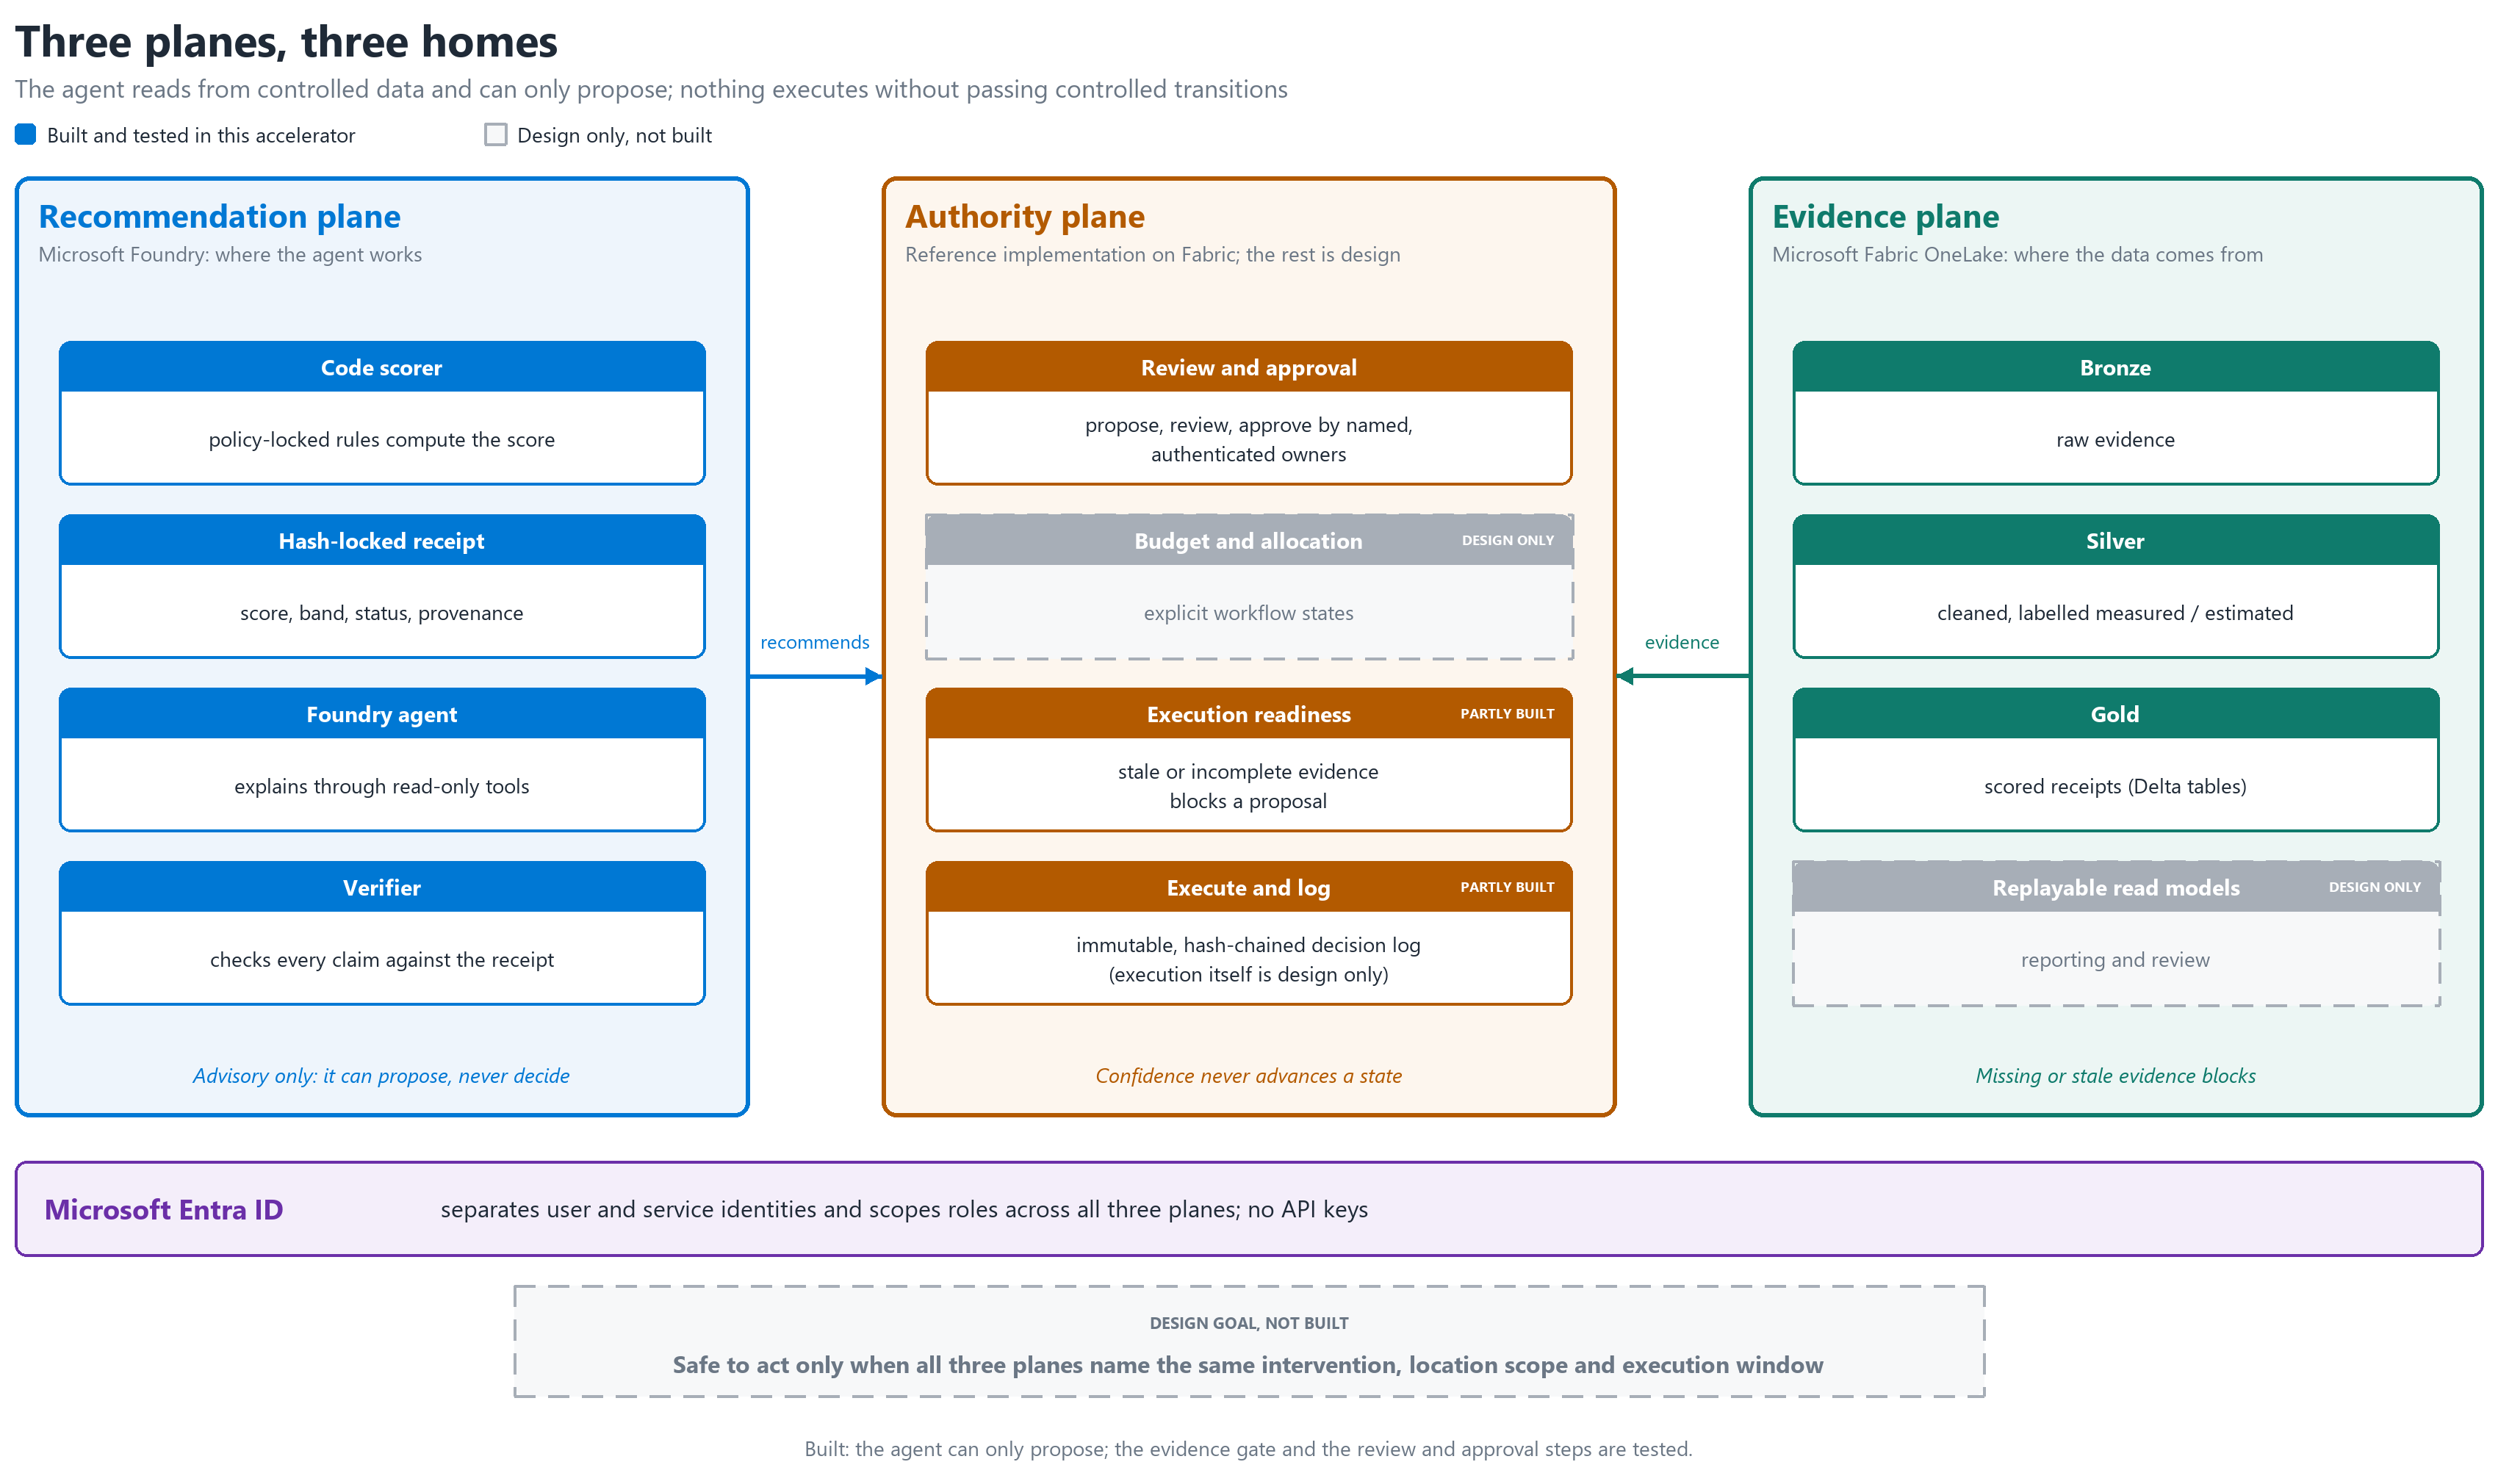 Three planes, three homes
The agent reads from controlled data and can only propose; nothing executes without passing controlled transitions
Built and tested in this accelerator
Design only, not built
Recommendation plane
Microsoft Foundry: where the agent works
Code scorer
policy-locked rules compute the score
Hash-locked receipt
score, band, status, provenance
Foundry agent
explains through read-only tools
Verifier
checks every claim against the receipt
Advisory only: it can propose, never decide
recommends
Authority plane
Reference implementation on Fabric; the rest is design
Review and approval
propose, review, approve by named,
authenticated owners
Budget and allocation
DESIGN ONLY
explicit workflow states
Execution readiness
PARTLY BUILT
stale or incomplete evidence
blocks a proposal
Execute and log
PARTLY BUILT
immutable, hash-chained decision log
(execution itself is design only)
Confidence never advances a state
evidence
Evidence plane
Microsoft Fabric OneLake: where the data comes from
Bronze
raw evidence
Silver
cleaned, labelled measured / estimated
Gold
scored receipts (Delta tables)
Replayable read models
DESIGN ONLY
reporting and review
Missing or stale evidence blocks
Microsoft Entra ID
separates user and service identities and scopes roles across all three planes; no API keys
DESIGN GOAL, NOT BUILT
Safe to act only when all three planes name the same intervention, location scope and execution window
Built: the agent can only propose; the evidence gate and the review and approval steps are tested.